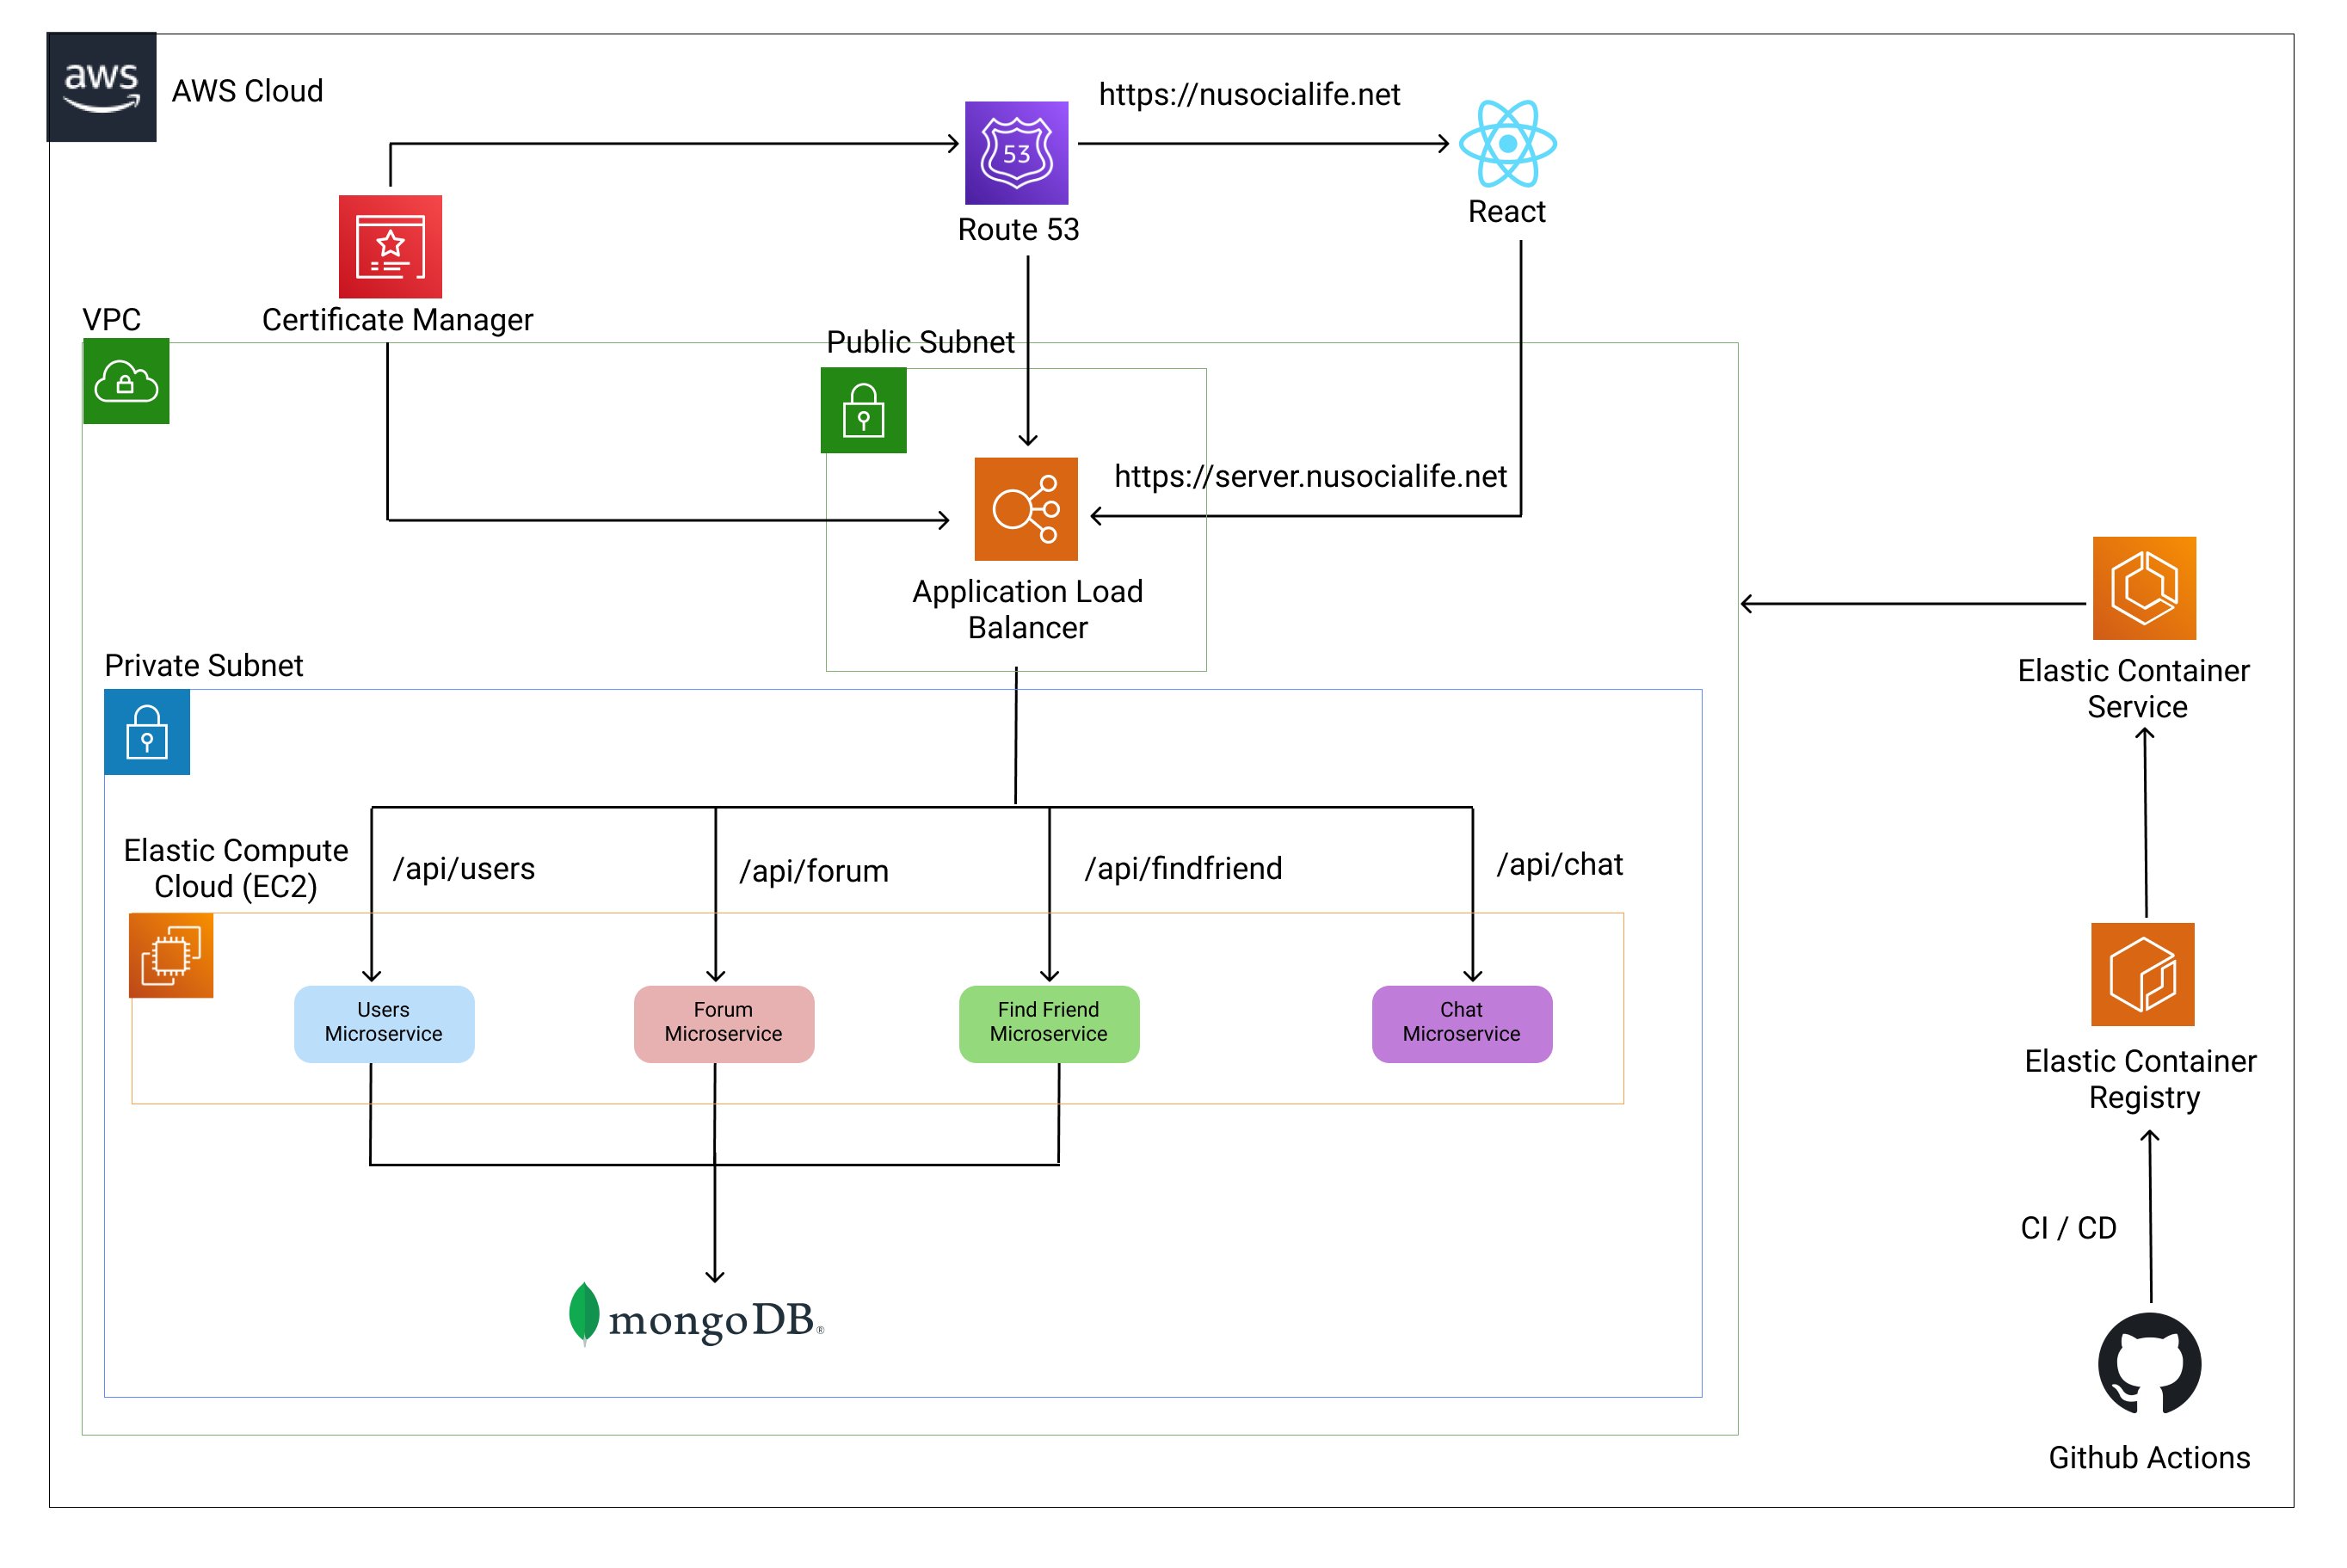 aws
AWS Cloud
https://nusocialife.net
53
Route 53
React
Certificate Manager
VPC
Public Subnet
https://server.nusocialife.net
Application Load
Balancer
Elastic Container
Service
Private Subnet
Elastic Compute
Cloud (EC2)
/api/users
/api/forum
/api/findfriend
/api/chat
Users
Microservice
Forum
Microservice
Find Friend
Microservice
Chat
Microservice
Elastic Container
Registry
CI / CD
mongoDB®
Github Actions